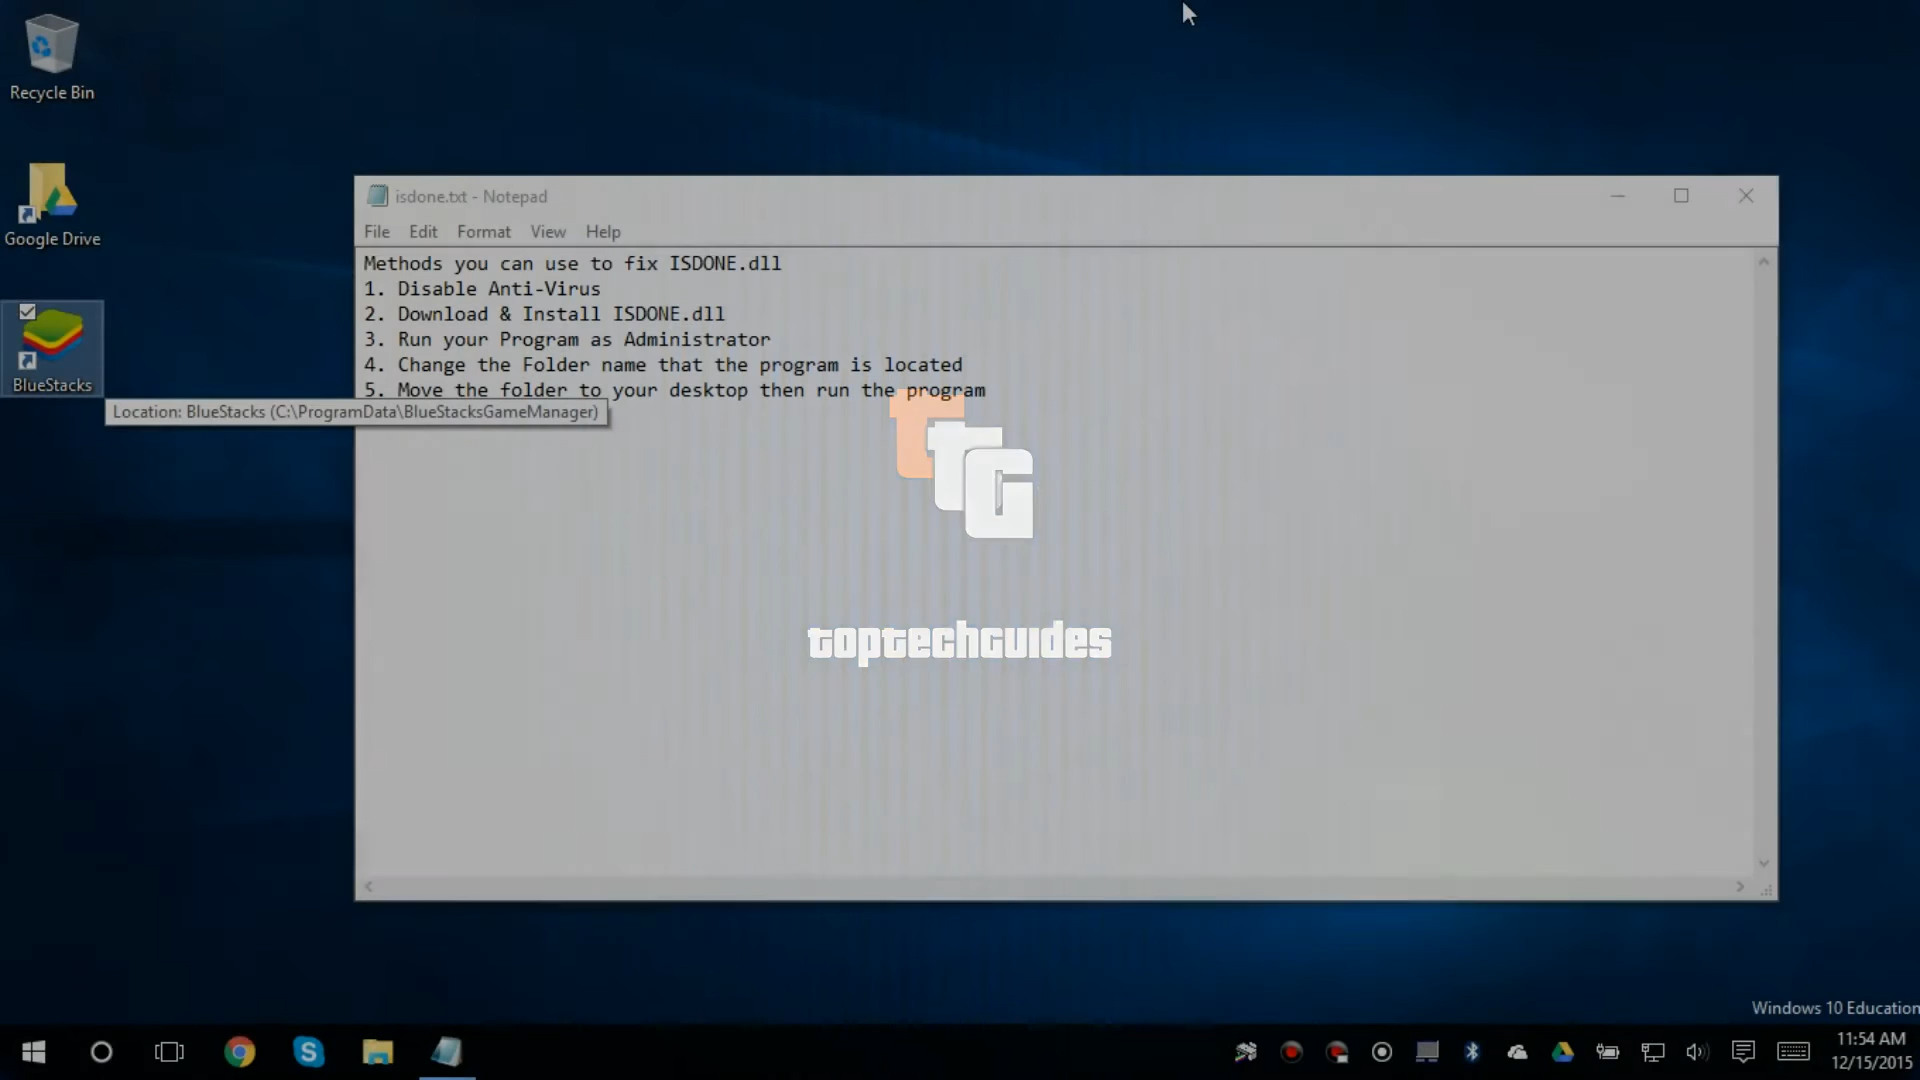 Recycle Bin
Google Drive
BlueStacks
Location: BlueStacks (C:\ProgramData\BlueStacksGameManager)
isdone.txt - Notepad
File Edit Format View Help
Methods you can use to fix ISDONE.dll
1. Disable Anti-Virus
2. Download & Install ISDONE.dll
3. Run your Program as Administrator
4. Change the Folder name that the program is located
5. Move the folder to your desktop then run the program
TTG
TOPTECHGUIDES
Windows 10 Education
11:54 AM
12/15/2015